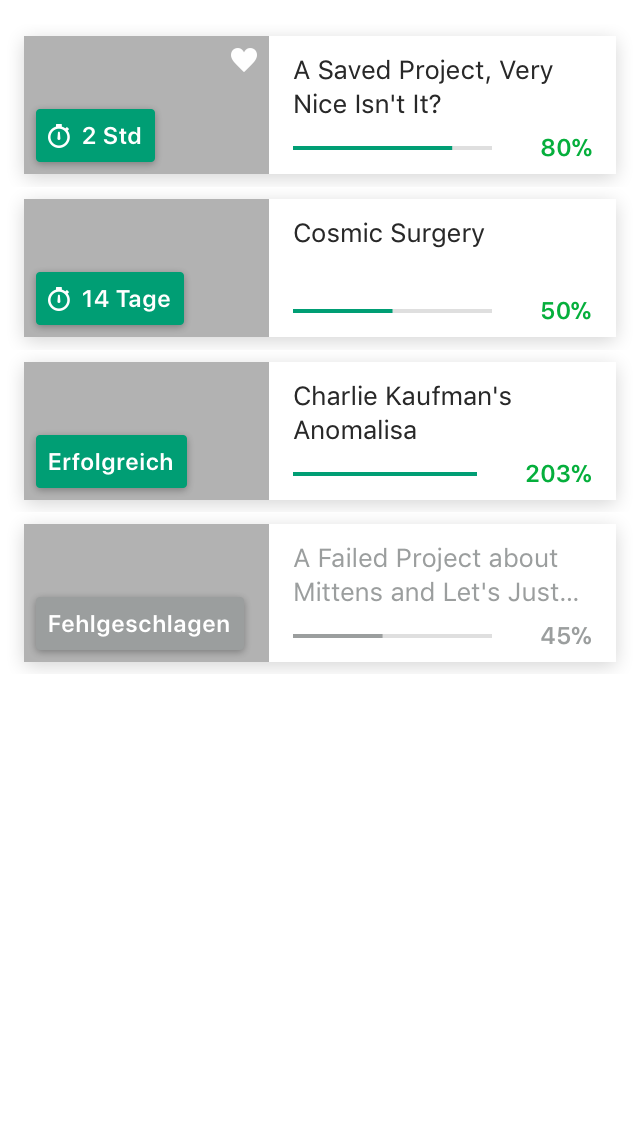 2 Std
A Saved Project, Very
Nice Isn't It?
80%
14 Tage
Cosmic Surgery
50%
Erfolgreich
Charlie Kaufman's
Anomalisa
203%
Fehlgeschlagen
A Failed Project about
Mittens and Let's Just...
45%